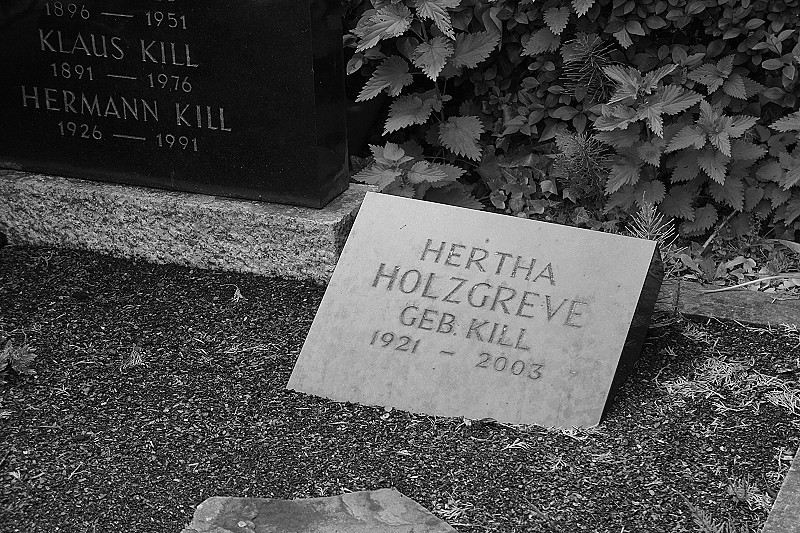 1896 — 1951
KLAUS KILL
1891 — 1976
HERMANN KILL
1926 — 1991
HERTHA
HOLZGREVE
GEB. KILL
1921 – 2003